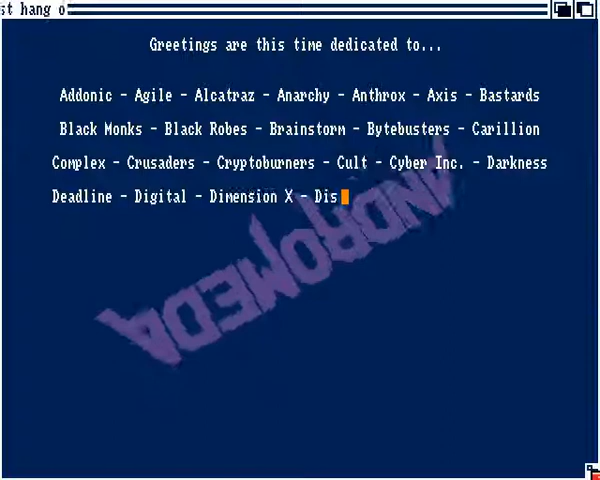 st hang o
Greetings are this time dedicated to...
Addonic - Agile - Alcatraz - Anarchy - Anthrox - Axis - Bastards
Black Monks - Black Robes - Brainstorm - Bytebusters - Carillion
Complex - Crusaders - Cryptoburners - Cult - Cyber Inc. - Darkness
Deadline - Digital - Dimension X - Dis
ANDROMEDA